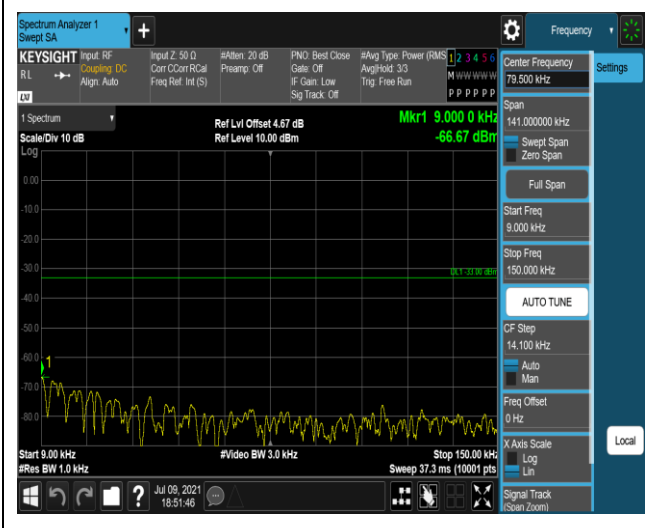 Spectrum Analyzer 1
Swept SA
Frequency
KEYSIGHT
RL
LXI
Input: RF
Coupling: DC
Align: Auto
Input Z: 50 Ω
Corr CCorr RCal
Freq Ref: Int (S)
#Atten: 20 dB
Preamp: Off
PNO: Best Close
Gate: Off
IF Gain: Low
Sig Track: Off
#Avg Type: Power (RMS
Avg|Hold: 3/3
Trig: Free Run
1 2 3 4 5 6
M W W W W W
P P P P P P
1 Spectrum
Scale/Div 10 dB
Ref Lvl Offset 4.67 dB
Ref Level 10.00 dBm
Mkr1 9.000 0 kHz
-66.67 dBm
Log
0.00
-10.0
-20.0
-30.0
DL1 -33.00 dBm
-40.0
-50.0
-60.0
1
-70.0
-80.0
Start 9.00 kHz
#Res BW 1.0 kHz
#Video BW 3.0 kHz
Stop 150.00 kHz
Sweep 37.3 ms (10001 pts
Jul 09, 2021
18:51:46
Center Frequency
79.500 kHz
Settings
Span
141.000000 kHz
Swept Span
Zero Span
Full Span
Start Freq
9.000 kHz
Stop Freq
150.000 kHz
AUTO TUNE
CF Step
14.100 kHz
Auto
Man
Freq Offset
0 Hz
X Axis Scale
Log
Lin
Local
Signal Track
(Span Zoom)